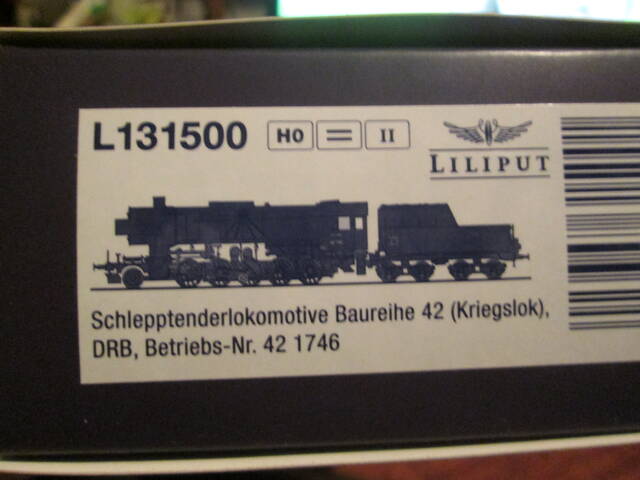 L131500 H0 = II
LILIPUT
Schlepptenderlokomotive Baureihe 42 (Kriegslok),
DRB, Betriebs-Nr. 42 1746